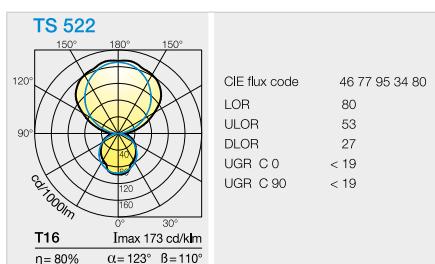 TS 522
150° 180° 150°
120°
90°
40
80
120
160
cd/1000lm
0° 30°
T16 Imax 173 cd/klm
η= 80% α= 123° β= 110°
CIE flux code 46 77 95 34 80
LOR 80
ULOR 53
DLOR 27
UGR C 0 < 19
UGR C 90 < 19